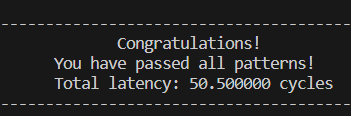 --------------------------------------------------
Congratulations!
You have passed all patterns!
Total latency: 50.500000 cycles
--------------------------------------------------